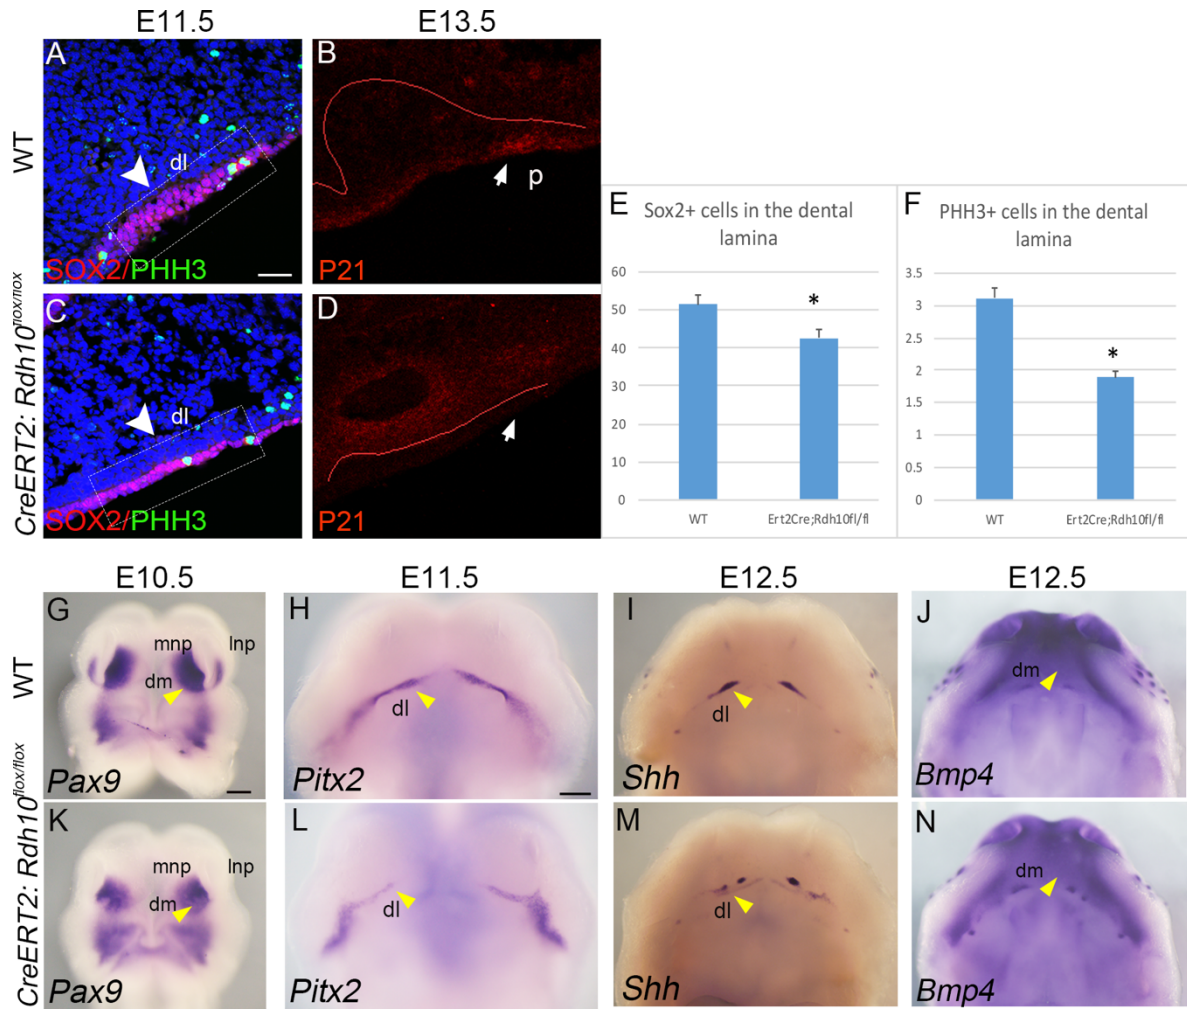 E11.5
E13.5
WT
A
dl
SOX2/PHH3
B
p
P21
CreERT2: Rdh10flox/flox
C
dl
SOX2/PHH3
D
P21
E
Sox2+ cells in the dental
lamina
60
50
40
30
20
10
0
*
WT
Ert2Cre;Rdh10fl/fl
F
PHH3+ cells in the dental
lamina
3.5
3
2.5
2
1.5
1
0.5
0
*
WT
Ert2Cre;Rdh10fl/fl
E10.5
E11.5
E12.5
E12.5
WT
G
mnp
lnp
dm
Pax9
H
dl
Pitx2
I
dl
Shh
J
dm
Bmp4
CreERT2: Rdh10flox/flox
K
mnp
lnp
dm
Pax9
L
dl
Pitx2
M
dl
Shh
N
dm
Bmp4